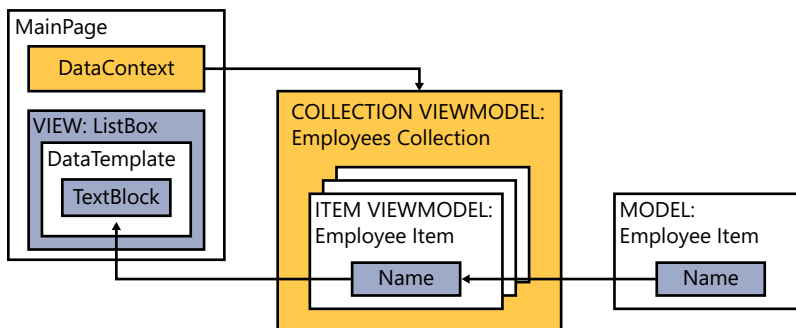 MainPage
DataContext
VIEW: ListBox
DataTemplate
TextBlock
COLLECTION VIEWMODEL:
Employees Collection
ITEM VIEWMODEL:
Employee Item
Name
MODEL:
Employee Item
Name